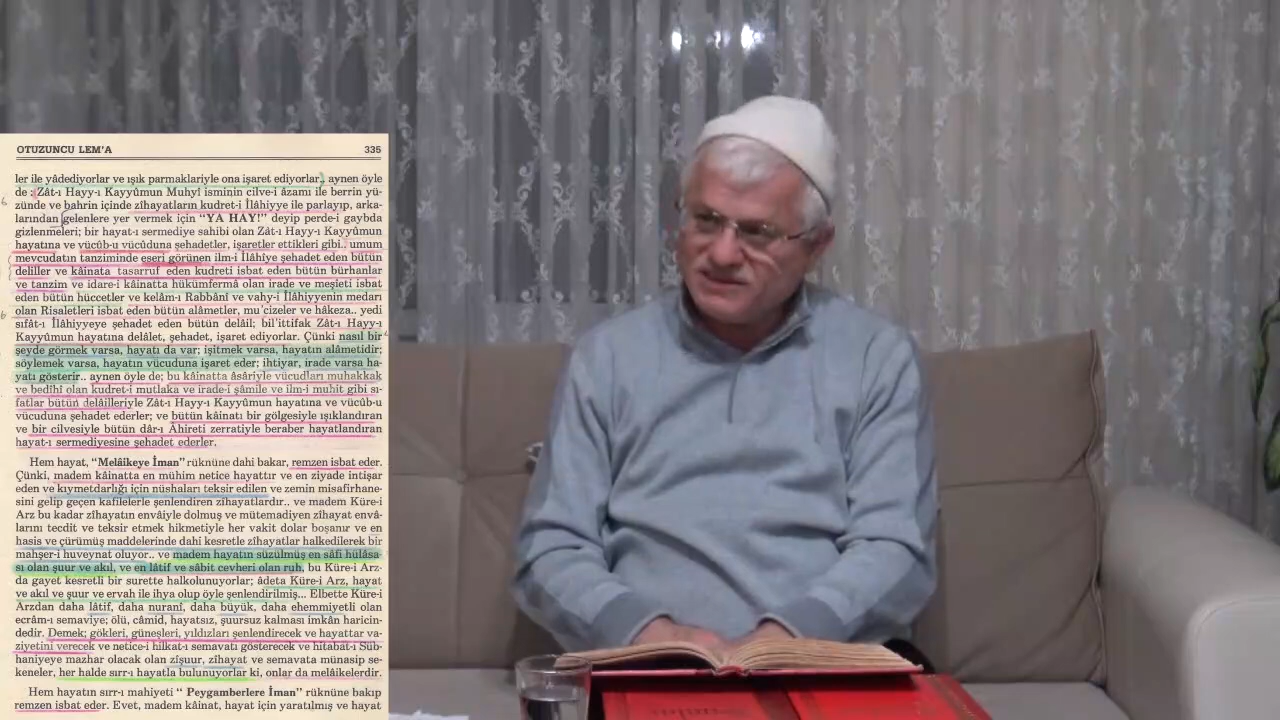 OTUZUNCU LEM'A 335
ler ile yâdediyorlar ve ışık parmaklariyle ona işaret ediyorlar, aynen öyle
de ; Zât-ı Hayy-ı Kayyûmun Muhyî isminin cilve-i âzamı ile berrin yü-
zünde ve bahrin içinde zîhayatların kudret-i İlâhiyye ile parlayıp, arka-
larından gelenlere yer vermek için "YA HAY!" deyip perde-i gaybda
gizlenmeleri; bir hayat-ı sermediye sahibi olan Zât-ı Hayy-ı Kayyûmun
hayatına ve vücûb-u vücûduna şehadetler, işaretler ettikleri gibi.. umum
mevcudatın tanziminde eseri görünen ilm-i İlâhîye şehadet eden bütün
deliller ve kâinata tasarruf eden kudreti isbat eden bütün bürhanlar
ve tanzim ve idare-i kâinatta hükümfermâ olan irade ve meşieti isbat
eden bütün hüccetler ve kelâm-ı Rabbânî ve vahy-i İlâhiyyenin medarı
olan Risaletleri isbat eden bütün alâmetler, mu'cizeler ve hâkeza.. yedi
sıfât-ı İlâhiyyeye şehadet eden bütün delâil; bil'ittifak Zât-ı Hayy-ı
Kayyûmun hayatına delâlet, şehadet, işaret ediyorlar. Çünki nasıl bir
şeyde görmek varsa, hayatı da var; işitmek varsa, hayatın alâmetidir;
söylemek varsa, hayatın vücuduna işaret eder; ihtiyar, irade varsa ha-
yatı gösterir.. aynen öyle de; bu kâinatta âsâriyle vücudları muhakkak
ve bedîhî olan kudret-i mutlaka ve irade-i şâmile ve ilm-i muhit gibi sı-
fatlar bütün delâilleriyle Zât-ı Hayy-ı Kayyûmun hayatına ve vücûb-u
vücuduna şehadet ederler; ve bütün kâinatı bir gölgesiyle ışıklandıran
ve bir cilvesiyle bütün dâr-ı Âhireti zerratiyle beraber hayatlandıran
hayat-ı sermediyesine şehadet ederler.
Hem hayat, "Melâikeye İman" rüknüne dahi bakar, remzen isbat eder.
Çünki, madem kâinatta en mühim netice hayattır ve en ziyade intişar
eden ve kıymetdarlığı için nüshaları teksir edilen ve zemin misafirhane-
sini gelip geçen kafilelerle şenlendiren zîhayatlardır.. ve madem Küre-i
Arz bu kadar zîhayatın envâiyle dolmuş ve mütemadiyen zîhayat envâ-
larını tecdit ve teksir etmek hikmetiyle her vakit dolar boşanır ve en
hasis ve çürümüş maddelerinde dahi kesretle zîhayatlar halkedilerek bir
mahşer-i huveynat oluyor.. ve madem hayatın süzülmüş en sâfi hülâsa-
sı olan şuur ve akıl, ve en lâtif ve sâbit cevheri olan ruh, bu Küre-i Arz-
da gayet kesretli bir surette halkolunuyorlar; âdeta Küre-i Arz, hayat
ve akıl ve şuur ve ervah ile ihya olup öyle şenlendirilmiş... Elbette Küre-i
Arzdan daha lâtif, daha nuranî, daha büyük, daha ehemmiyetli olan
ecrâm-ı semaviye; ölü, câmid, hayatsız, şuursuz kalması imkân haricin-
dedir. Demek; gökleri, güneşleri, yıldızları şenlendirecek ve hayattar va-
ziyetini verecek ve netice-i hilkat-ı semavatı gösterecek ve hitabat-ı Süb-
haniyeye mazhar olacak olan zîşuur, zîhayat ve semavata münasip se-
keneler, her halde sırr-ı hayatla bulunuyorlar ki, onlar da melâikelerdir.
Hem hayatın sırr-ı mahiyeti " Peygamberlere İman" rüknüne bakıp
remzen isbat eder. Evet, madem kâinat, hayat için yaratılmış ve hayat